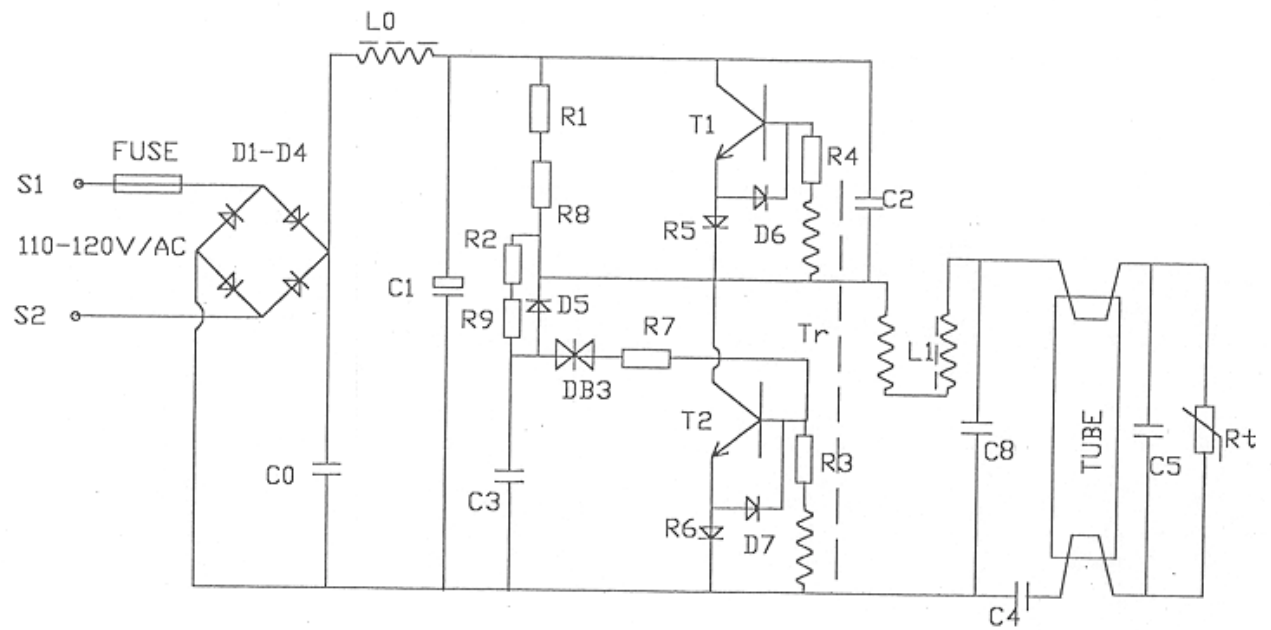 L0
FUSE
D1-D4
S1
110-120V/AC
S2
C0
C1
R1
R8
R2
R9
D5
DB3
R7
C3
T1
R4
R5
D6
C2
Tr
L1
T2
R3
R6
D7
C8
TUBE
C5
Rt
C4